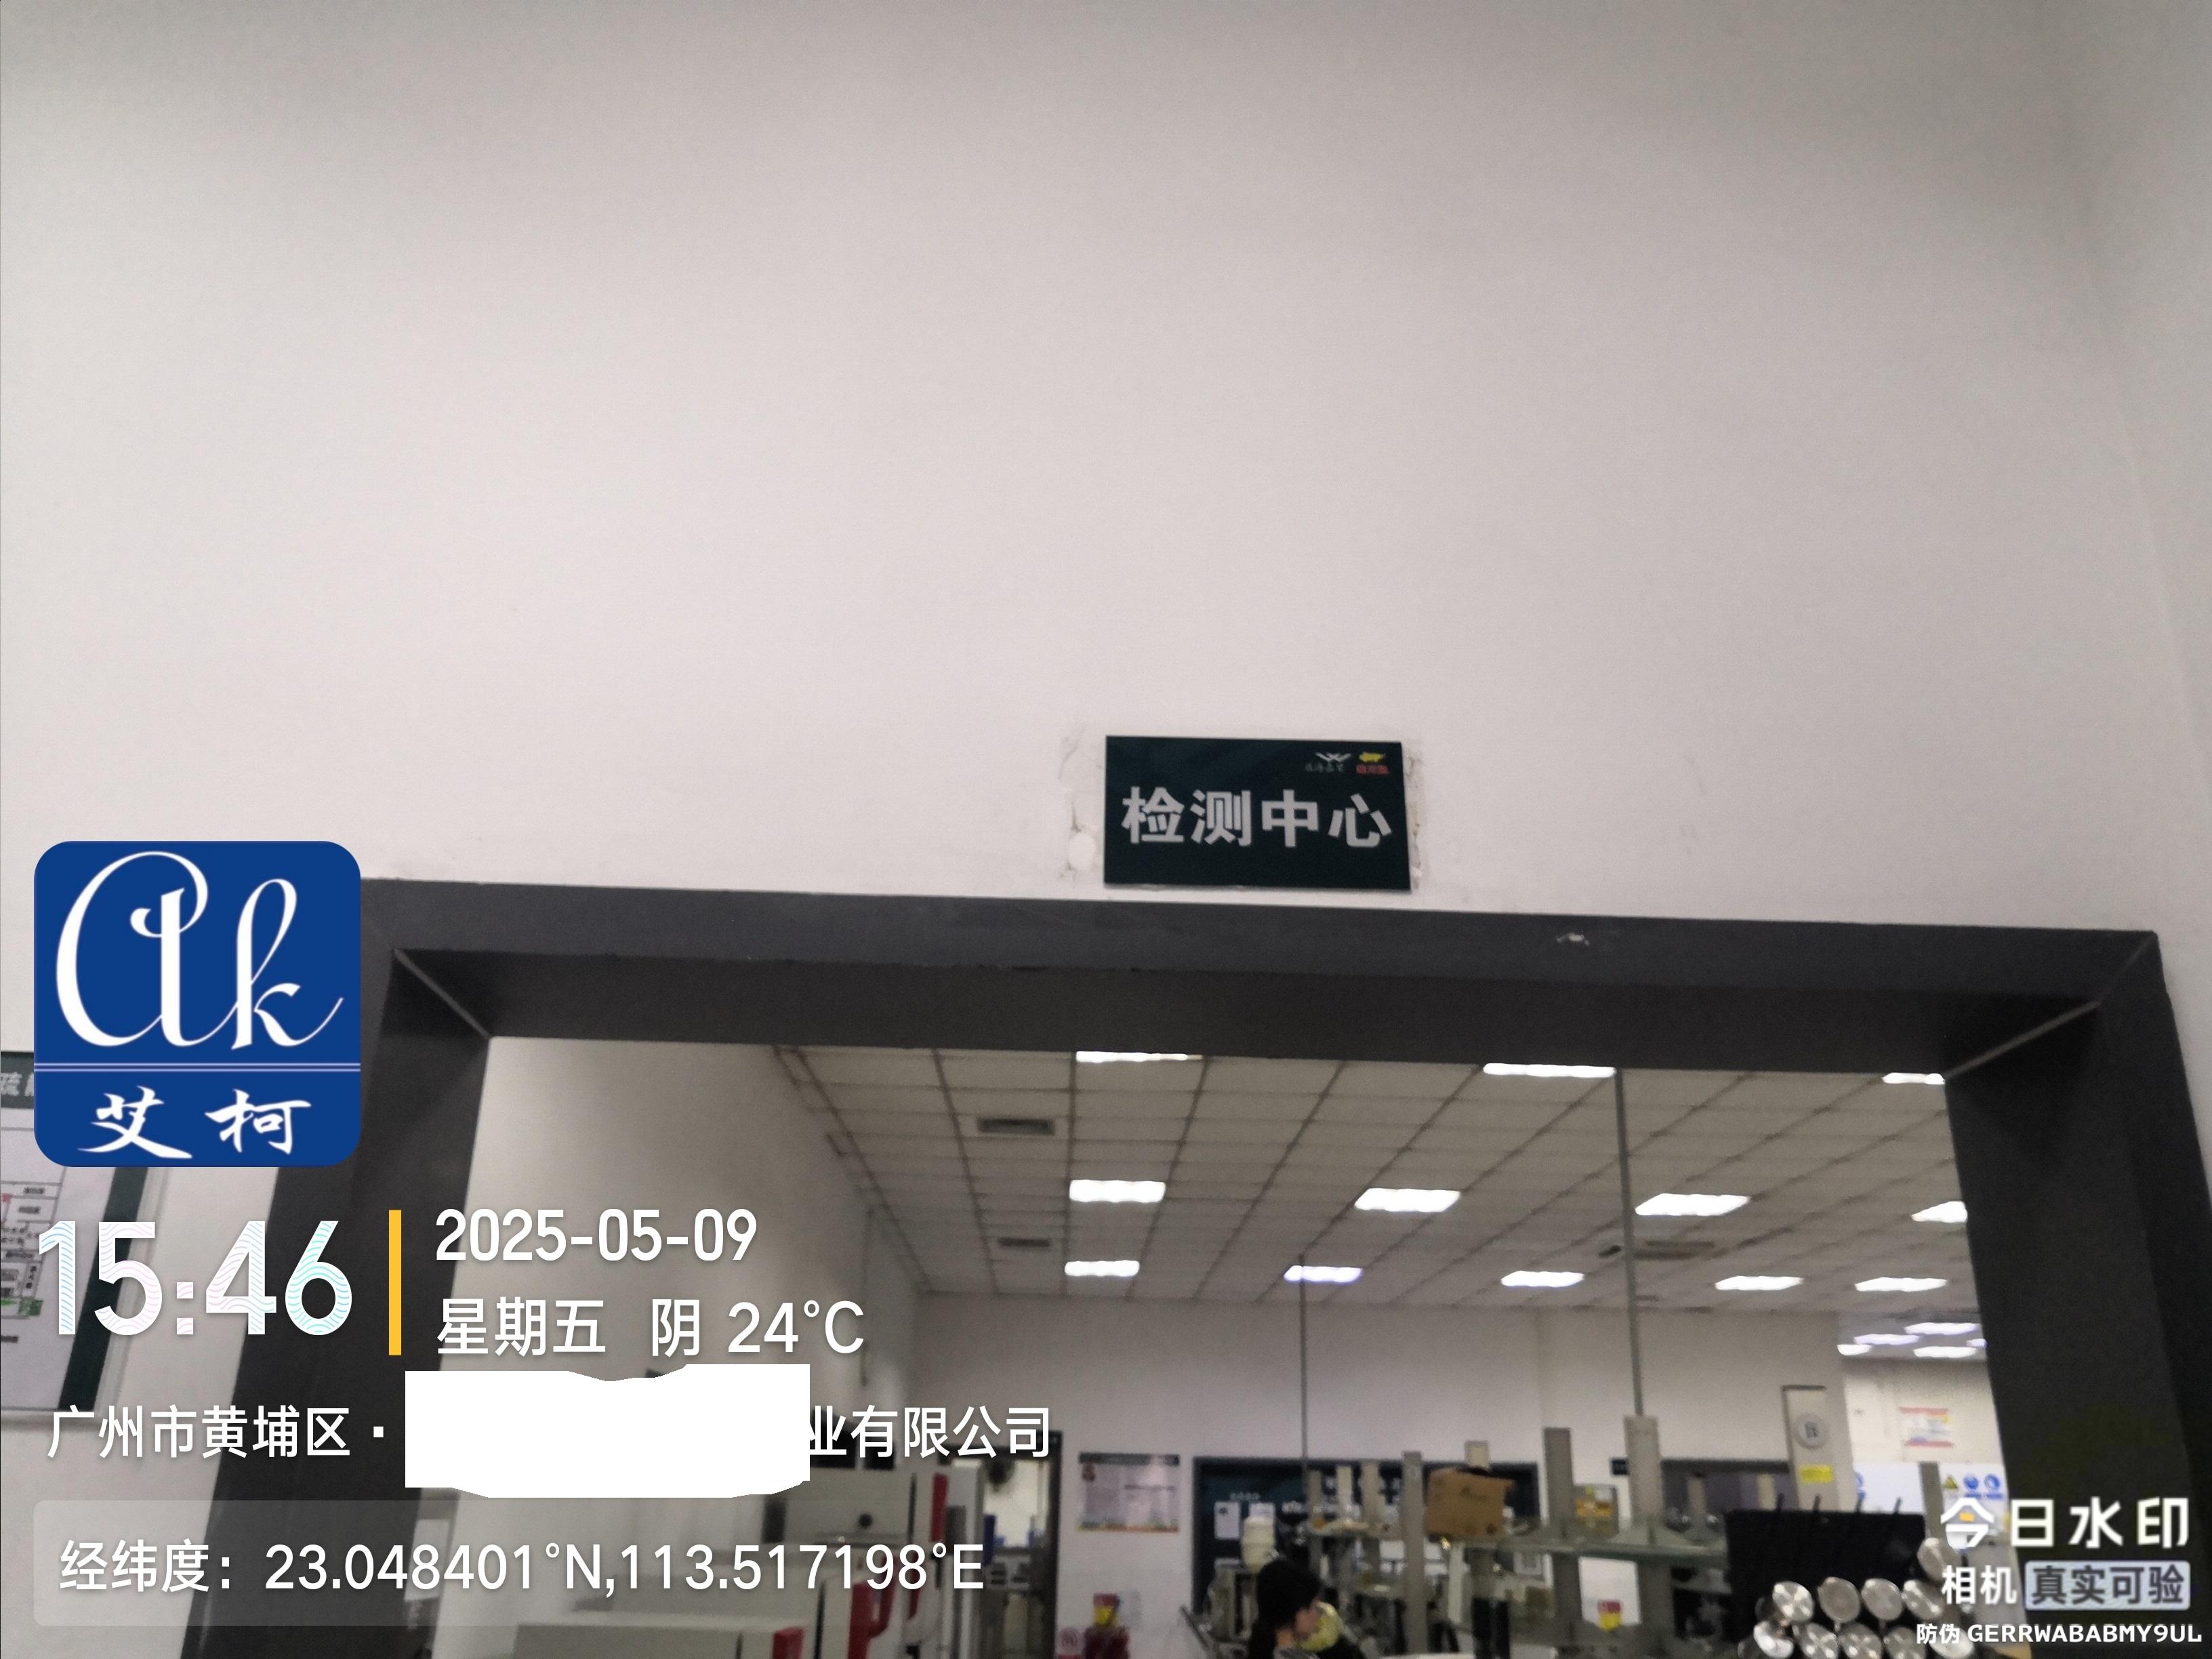 检测中心
ak
艾柯
15:46
2025-05-09
星期五 阴 24°C
广州市黄埔区·
业有限公司
经纬度：23.048401°N,113.517198°E
今日水印
相机 真实可验
防伪 GERRWABABMY9UL